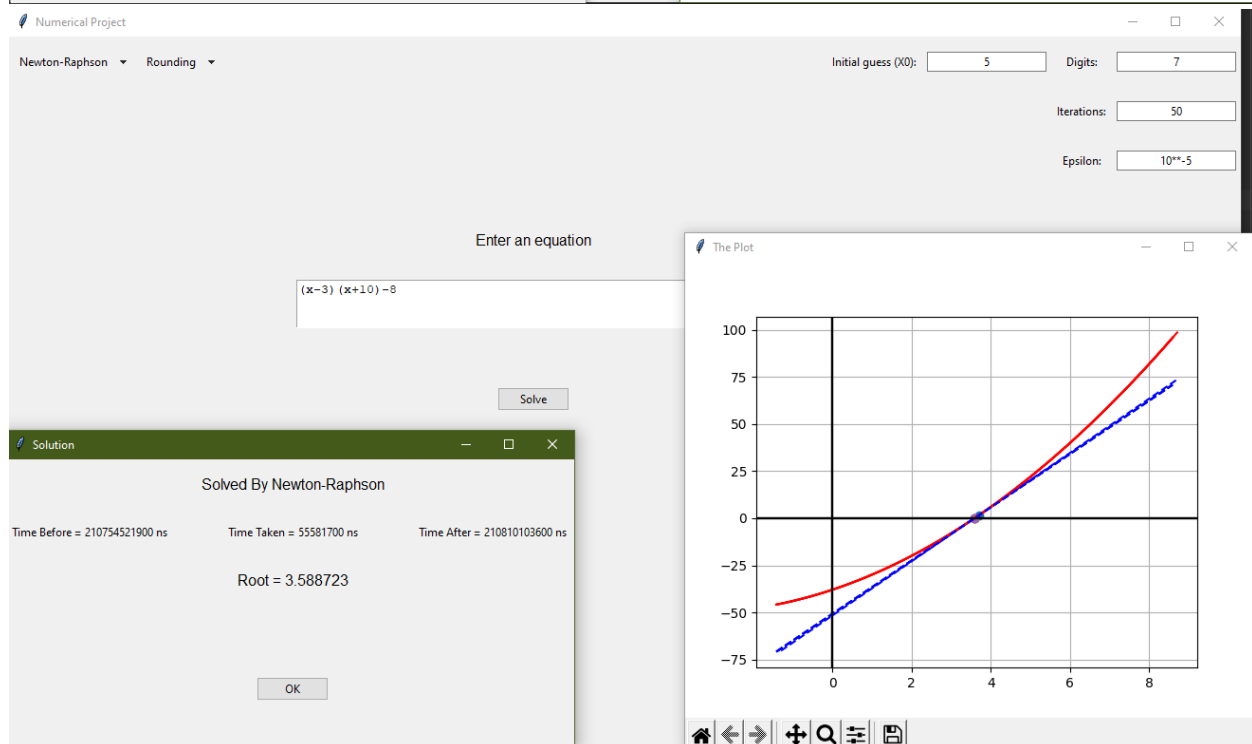 Numerical Project
Newton-Raphson Rounding Initial guess (X0): 5 Digits: 7
Iterations: 50
Epsilon: 10**-5
Enter an equation
(x-3)(x+10)-8
Solve
The Plot
100
75
50
25
0
−25
−50
−75
0 2 4 6 8
Solution
Solved By Newton-Raphson
Time Before = 210754521900 ns Time Taken = 55581700 ns Time After = 210810103600 ns
Root = 3.588723
OK